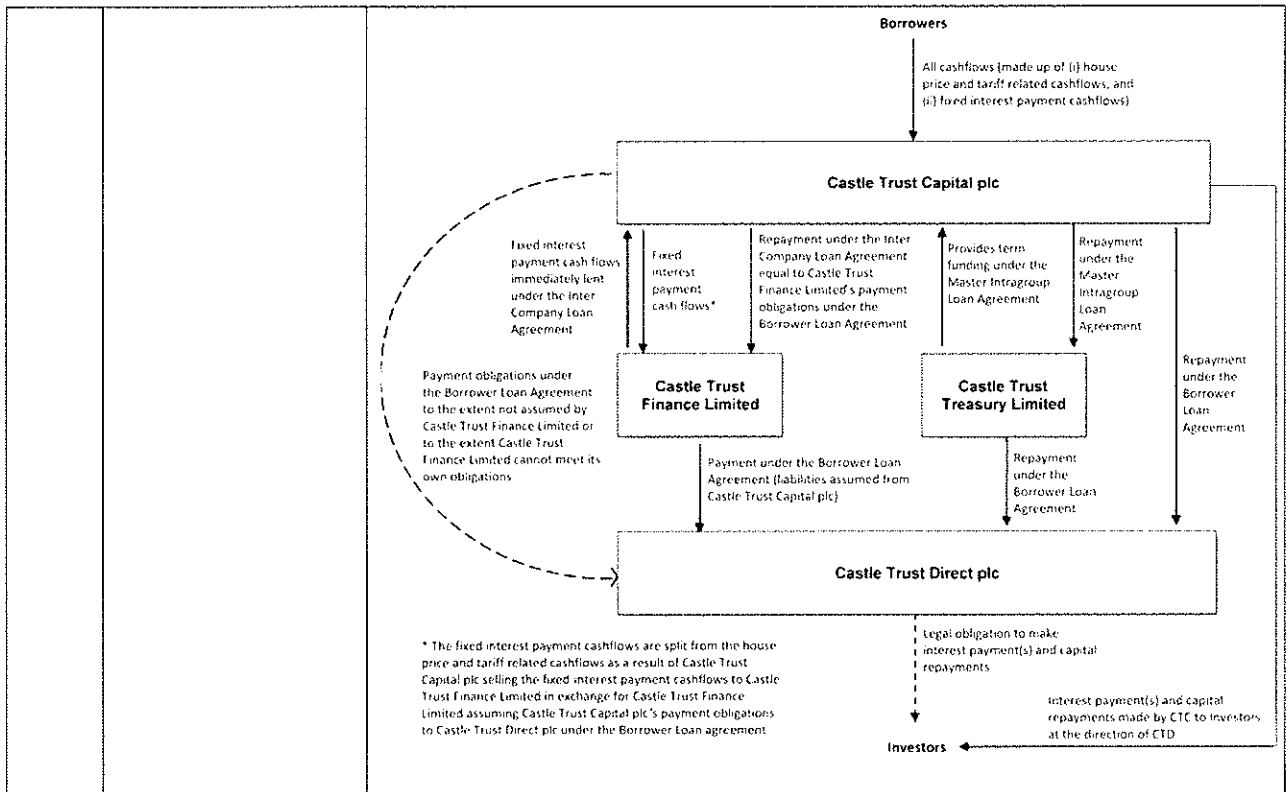 Borrowers
All cashflows (made up of (i) house
price and tariff related cashflows, and
(ii) fixed interest payment cashflows)
Castle Trust Capital plc
Fixed interest
payment cash flows
immediately lent
under the Inter
Company Loan
Agreement
Fixed
interest
payment
cash flows*
Repayment under the Inter
Company Loan Agreement
equal to Castle Trust
Finance Limited's payment
obligations under the
Borrower Loan Agreement
Provides term
funding under the
Master Intragroup
Loan Agreement
Repayment
under the
Master
Intragroup
Loan
Agreement
Repayment
under the
Borrower
Loan
Agreement
Payment obligations under
the Borrower Loan Agreement
to the extent not assumed by
Castle Trust Finance Limited or
to the extent Castle Trust
Finance Limited cannot meet its
own obligations
Castle Trust
Finance Limited
Castle Trust
Treasury Limited
Payment under the Borrower Loan
Agreement (liabilities assumed from
Castle Trust Capital plc)
Repayment
under the
Borrower Loan
Agreement
Castle Trust Direct plc
* The fixed interest payment cashflows are split from the house
price and tariff related cashflows as a result of Castle Trust
Capital plc selling the fixed interest payment cashflows to Castle
Trust Finance Limited in exchange for Castle Trust Finance
Limited assuming Castle Trust Capital plc's payment obligations
to Castle Trust Direct plc under the Borrower Loan agreement
Legal obligation to make
interest payment(s) and capital
repayments
Interest payment(s) and capital
repayments made by CTC to Investors
at the direction of CTD
Investors